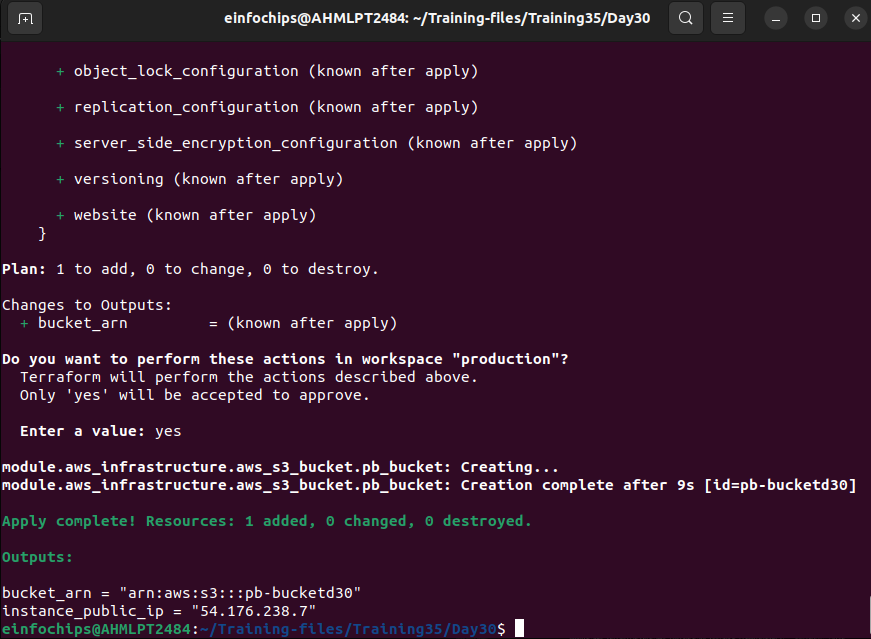 einfochips@AHMLPT2484: ~/Training-files/Training35/Day30
+ object_lock_configuration (known after apply)
+ replication_configuration (known after apply)
+ server_side_encryption_configuration (known after apply)
+ versioning (known after apply)
+ website (known after apply)
}
Plan: 1 to add, 0 to change, 0 to destroy.
Changes to Outputs:
+ bucket_arn         = (known after apply)
Do you want to perform these actions in workspace "production"?
Terraform will perform the actions described above.
Only 'yes' will be accepted to approve.
Enter a value: yes
module.aws_infrastructure.aws_s3_bucket.pb_bucket: Creating...
module.aws_infrastructure.aws_s3_bucket.pb_bucket: Creation complete after 9s [id=pb-bucketd30]
Apply complete! Resources: 1 added, 0 changed, 0 destroyed.
Outputs:
bucket_arn = "arn:aws:s3:::pb-bucketd30"
instance_public_ip = "54.176.238.7"
einfochips@AHMLPT2484:~/Training-files/Training35/Day30$